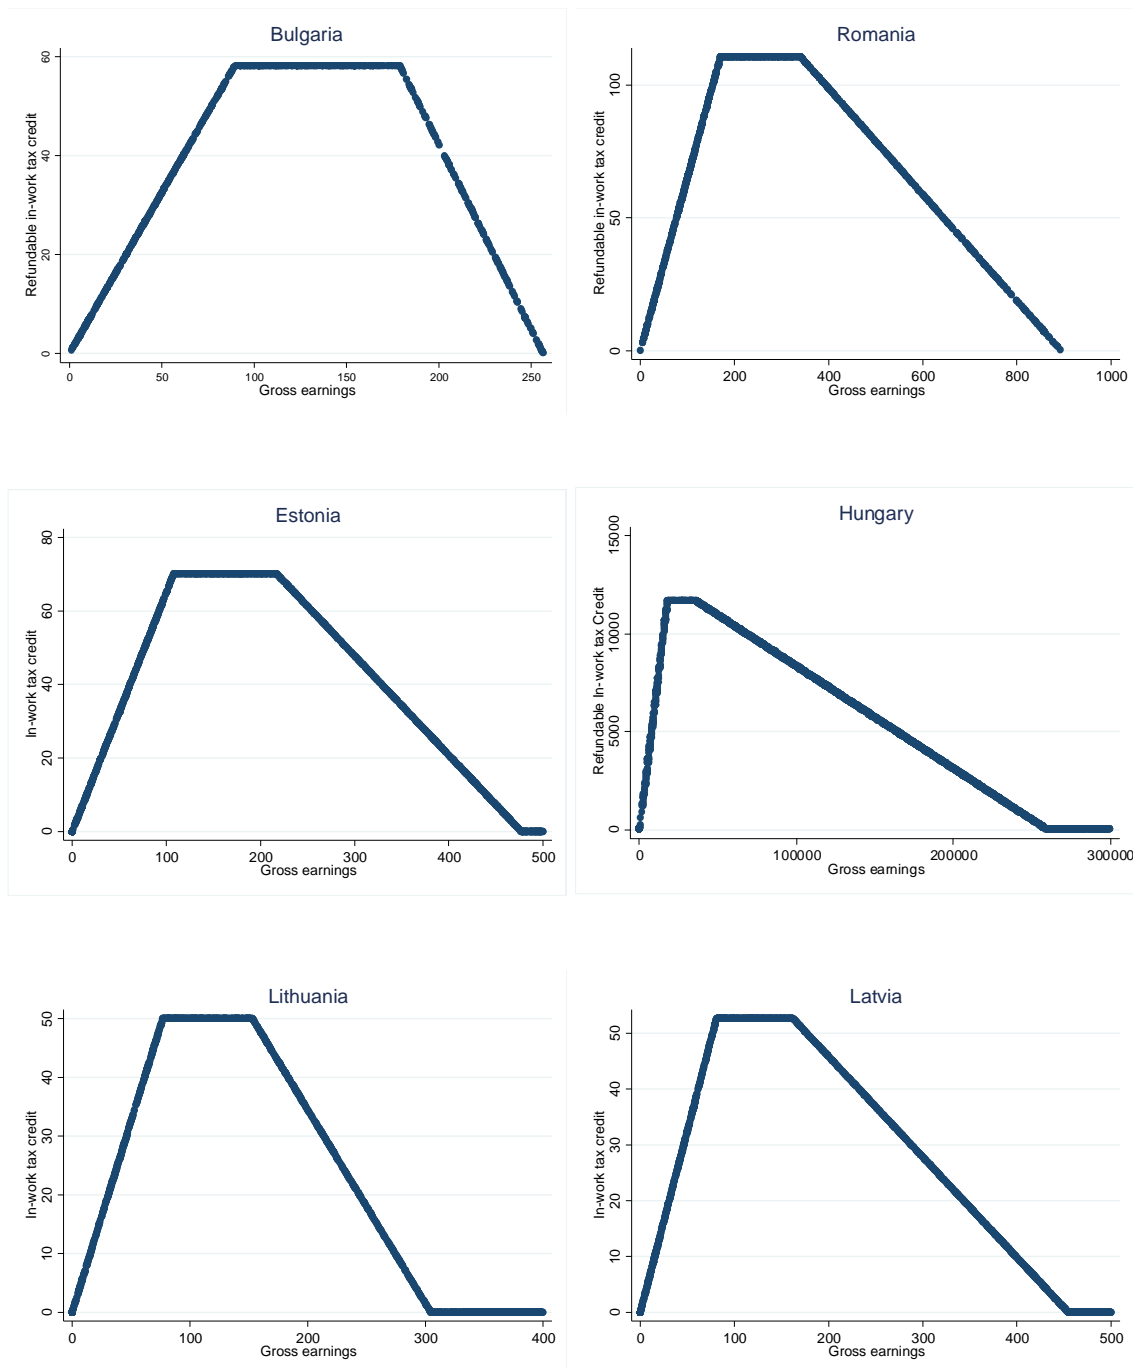 Bulgaria
Refundable in-work tax credit
60
40
20
0
0 50 100 150 200 250
Gross earnings
Romania
Refundable in-work tax credit
100
50
0
0 200 400 600 800 1000
Gross earnings
Estonia
In-work tax credit
80
60
40
20
0
0 100 200 300 400 500
Gross earnings
Hungary
Refundable In-work tax Credit
15000
10000
5000
0
0 100000 200000 300000
Gross earnings
Lithuania
In-work tax credit
50
40
30
20
10
0
0 100 200 300 400
Gross earnings
Latvia
In-work tax credit
50
40
30
20
10
0
0 100 200 300 400 500
Gross earnings